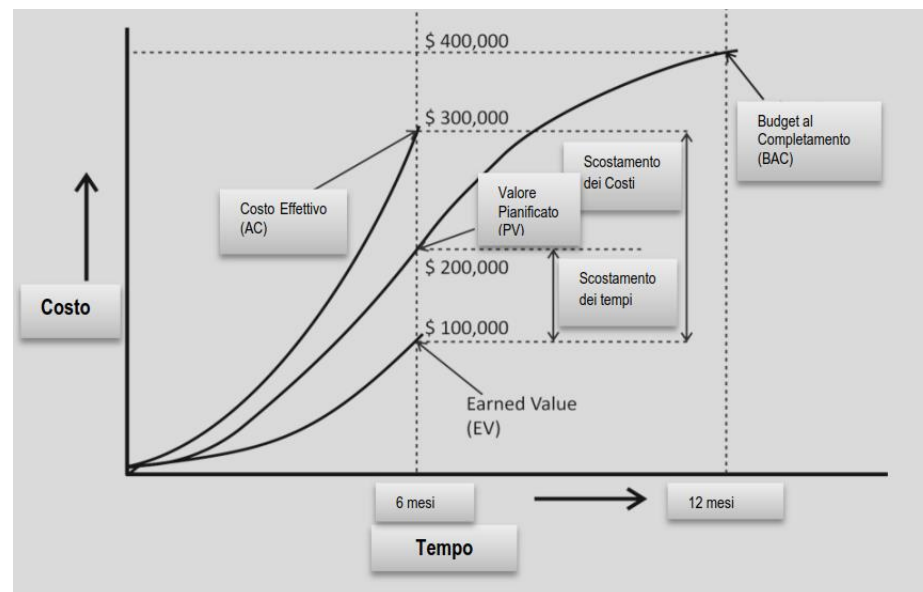 $ 400,000
$ 300,000
Budget al
Completamento
(BAC)
Scostamento
dei Costi
Valore
Pianificato
(PV)
Costo Effettivo
(AC)
$ 200,000
Scostamento
dei tempi
Costo
$ 100,000
Earned Value
(EV)
6 mesi
12 mesi
Tempo